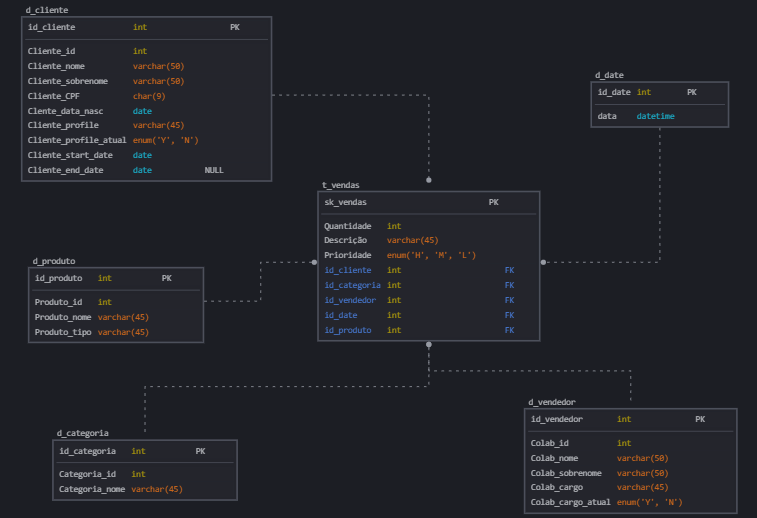 d_cliente
id_cliente int PK
Cliente_id int
Cliente_nome varchar(50)
Cliente_sobrenome varchar(50)
Cliente_CPF char(9)
Clente_data_nasc date
Cliente_profile varchar(45)
Cliente_profile_atual enum('Y', 'N')
Cliente_start_date date
Cliente_end_date date NULL
d_date
id_date int PK
data datetime
t_vendas
sk_vendas PK
Quantidade int
Descrição varchar(45)
Prioridade enum('H', 'M', 'L')
id_cliente int FK
id_categoria int FK
id_vendedor int FK
id_date int FK
id_produto int FK
d_produto
id_produto int PK
Produto_id int
Produto_nome varchar(45)
Produto_tipo varchar(45)
d_categoria
id_categoria int PK
Categoria_id int
Categoria_nome varchar(45)
d_vendedor
id_vendedor int PK
Colab_id int
Colab_nome varchar(50)
Colab_sobrenome varchar(50)
Colab_cargo varchar(45)
Colab_cargo_atual enum('Y', 'N')